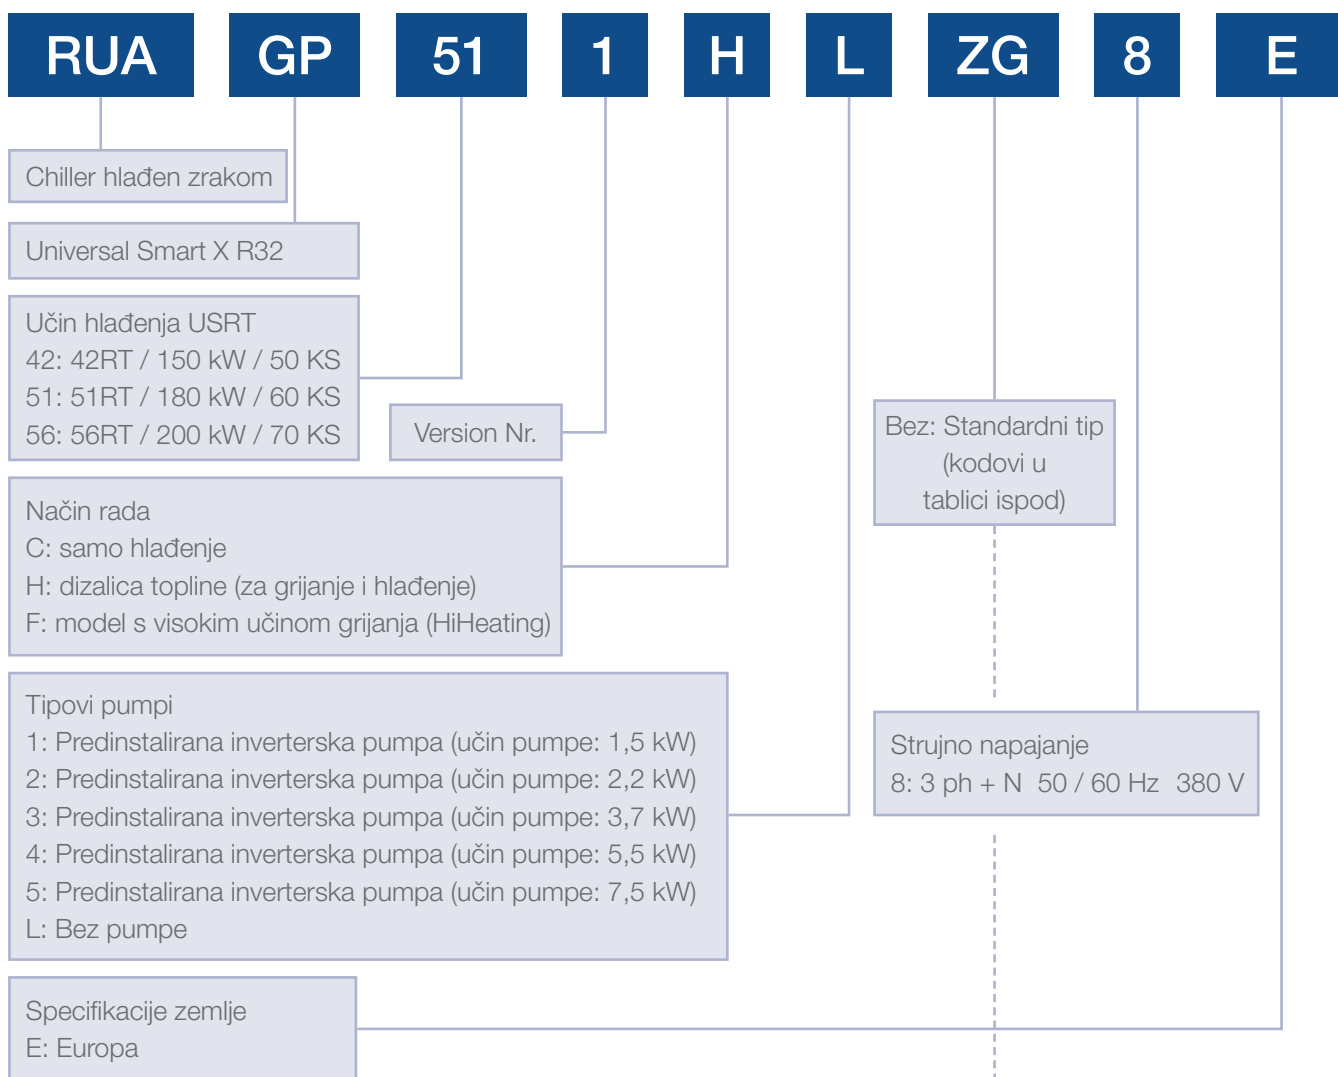 RUA GP 51 1 H L ZG 8 E
Chiller hlađen zrakom
Universal Smart X R32
Učin hlađenja USRT
42: 42RT / 150 kW / 50 KS
51: 51RT / 180 kW / 60 KS
56: 56RT / 200 kW / 70 KS
Version Nr.
Bez: Standardni tip
(kodovi u
tablici ispod)
Način rada
C: samo hlađenje
H: dizalica topline (za grijanje i hlađenje)
F: model s visokim učinom grijanja (HiHeating)
Tipovi pumpi
1: Predinstalirana inverterska pumpa (učin pumpe: 1,5 kW)
2: Predinstalirana inverterska pumpa (učin pumpe: 2,2 kW)
3: Predinstalirana inverterska pumpa (učin pumpe: 3,7 kW)
4: Predinstalirana inverterska pumpa (učin pumpe: 5,5 kW)
5: Predinstalirana inverterska pumpa (učin pumpe: 7,5 kW)
L: Bez pumpe
Strujno napajanje
8: 3 ph + N 50 / 60 Hz 380 V
Specifikacije zemlje
E: Europa